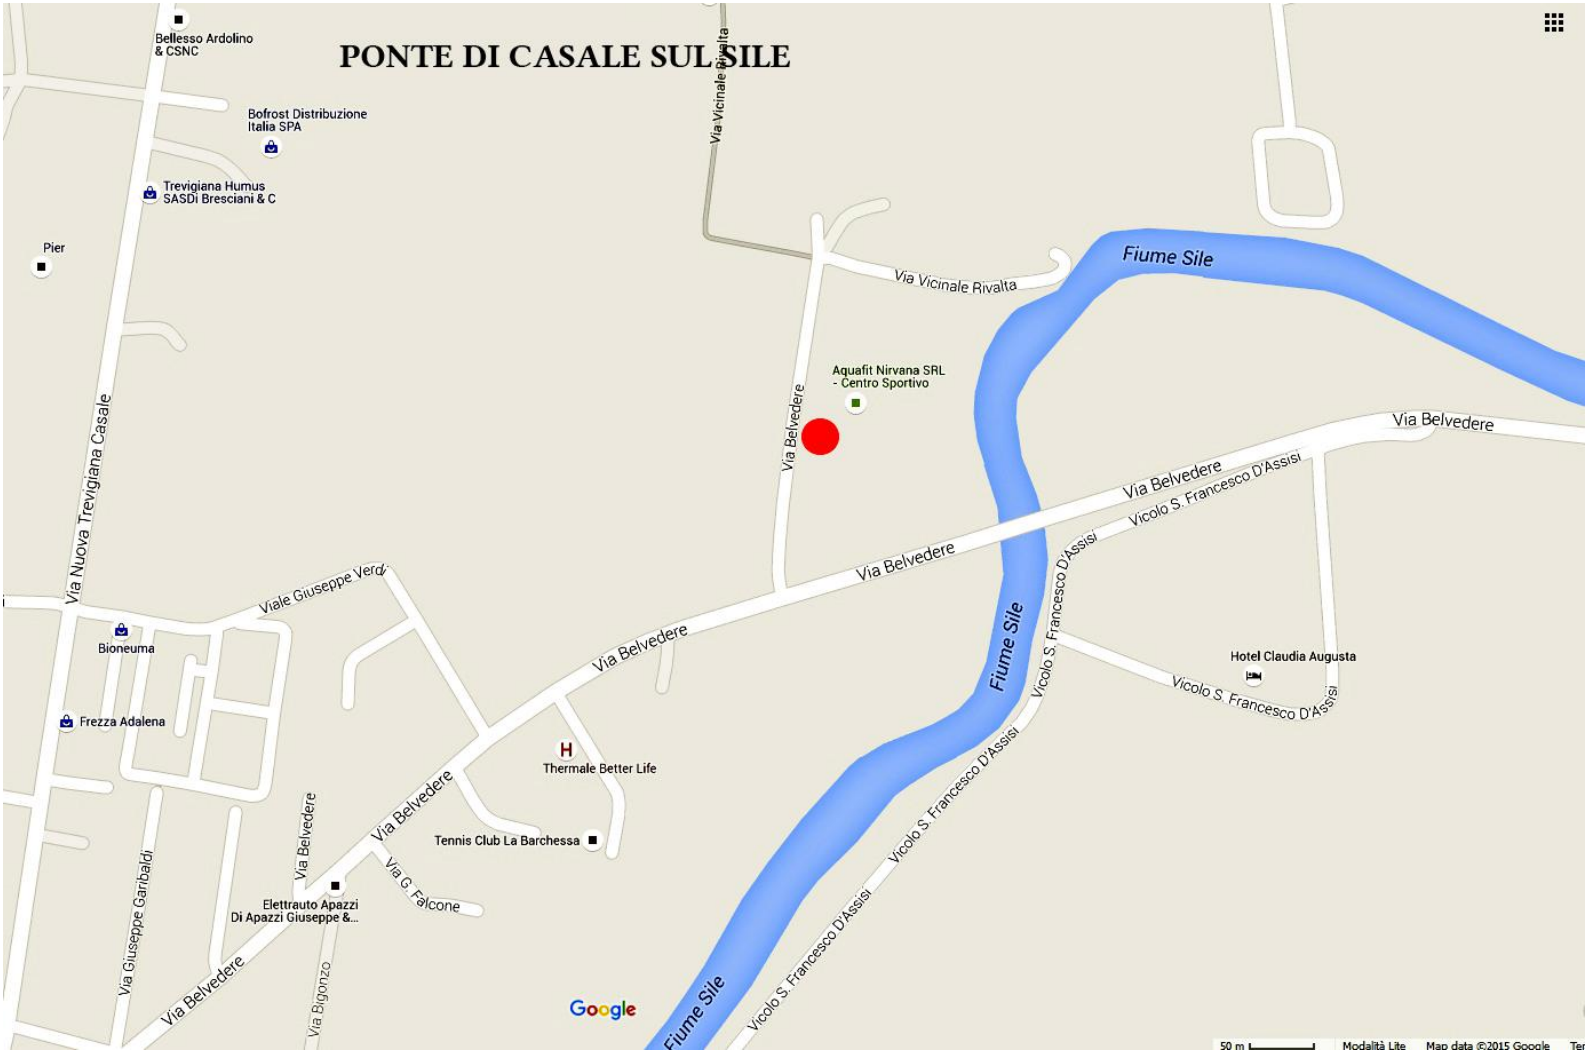 Bellesso Ardolino
& CSNC
PONTE DI CASALE SUL SILE
Via Vicinale Rivalta
Bofrost Distribuzione
Italia SPA
Trevigiana Humus
SASDi Bresciani & C
Pier
Fiume Sile
Via Vicinale Rivalta
Aquafit Nirvana SRL
- Centro Sportivo
Via Belvedere
Via Nuova Trevigiana Casale
Via Belvedere
Via Belvedere
Vicolo S. Francesco D'Assisi
Via Belvedere
Vicolo S. Francesco D'Assisi
Viale Giuseppe Verdi
Via Belvedere
Bioneuma
Fiume Sile
Hotel Claudia Augusta
Vicolo S. Francesco D'Assisi
Frezza Adalena
H
Thermale Better Life
Via Belvedere
Vicolo S. Francesco D'Assisi
Tennis Club La Barchessa
Via Belvedere
Via G. Falcone
Elettrauto Apazzi
Di Apazzi Giuseppe &...
Via Giuseppe Garibaldi
Via Belvedere
Via Bigonzo
Vicolo S. Francesco D'Assisi
Google
Fiume Sile
50 m
Modalità Lite
Map data ©2015 Google
Ter